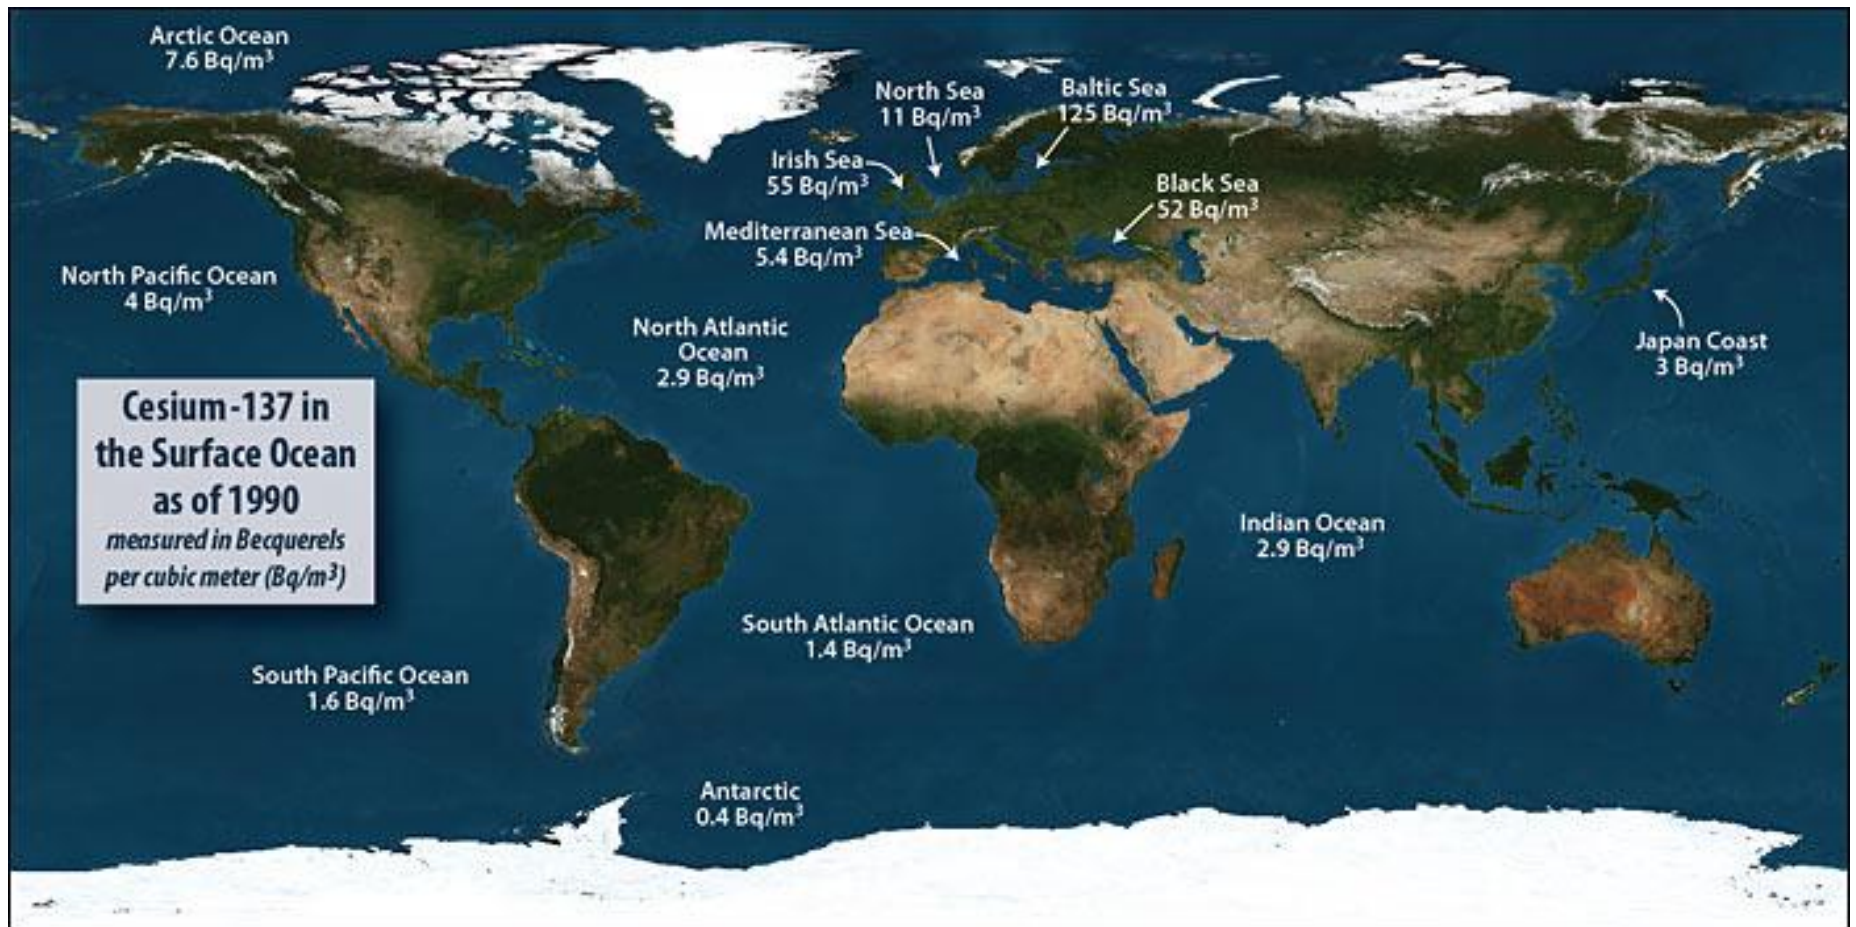 Arctic Ocean
7.6 Bq/m³
North Sea
11 Bq/m³
Baltic Sea
125 Bq/m³
Irish Sea
55 Bq/m³
Black Sea
52 Bq/m³
Mediterranean Sea
5.4 Bq/m³
North Pacific Ocean
4 Bq/m³
North Atlantic
Ocean
2.9 Bq/m³
Japan Coast
3 Bq/m³
Cesium-137 in
the Surface Ocean
as of 1990
measured in Becquerels
per cubic meter (Bq/m³)
Indian Ocean
2.9 Bq/m³
South Atlantic Ocean
1.4 Bq/m³
South Pacific Ocean
1.6 Bq/m³
Antarctic
0.4 Bq/m³